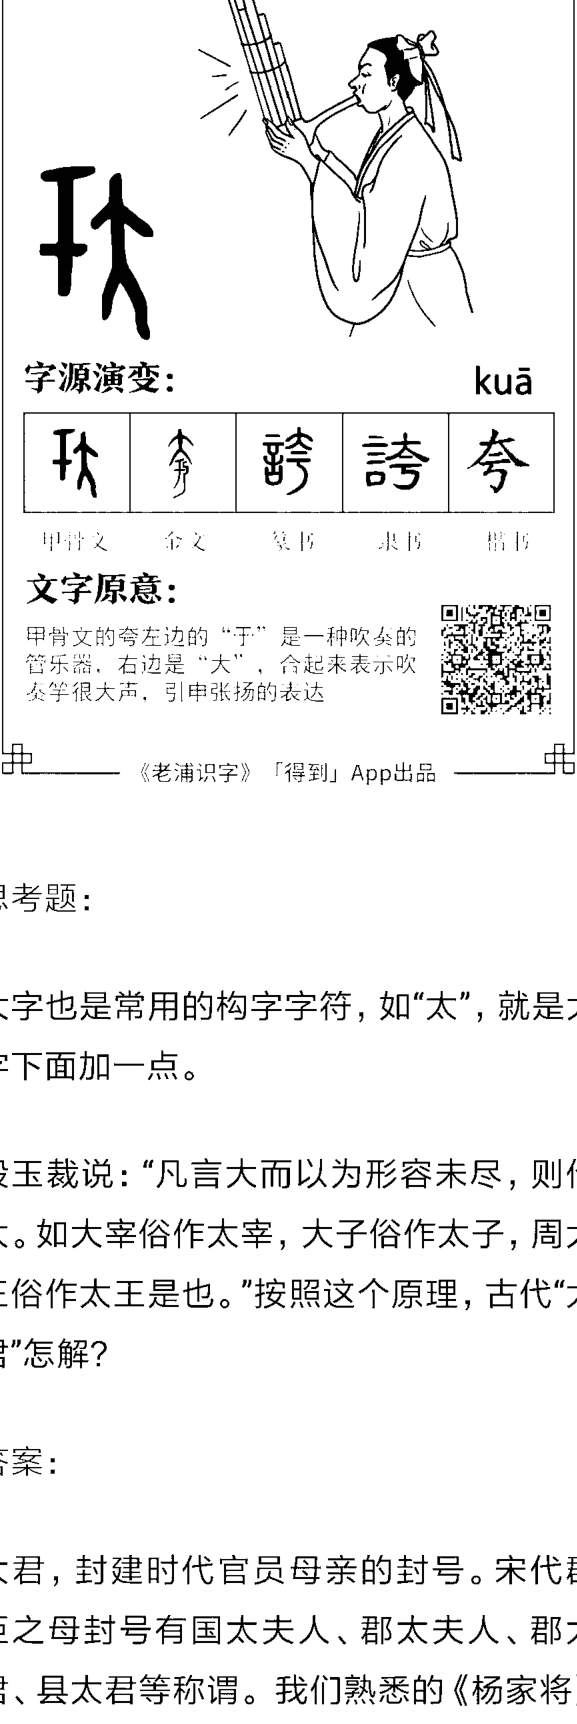 字源演变： kuā
甲骨文 金文 篆书 隶书 楷书
文字原意：
甲骨文的夸左边的“于”是一种吹奏的
管乐器，右边是“大”，合起来表示吹
奏竽很大声，引申张扬的表达
《老浦识字》「得到」App出品
思考题：
字也是常用的构字字符，如“太”，就是
字下面加一点。
段玉裁说：“凡言大而以为形容未尽，则作
太。如大宰俗作太宰，大子俗作太子，周
王俗作太王是也。”按照这个原理，古代“
君”怎解？
答案：
太君，封建时代官员母亲的封号。宋代群
臣之母封号有国太夫人、郡太夫人、郡太
君、县太君等称谓。我们熟悉的《杨家将》